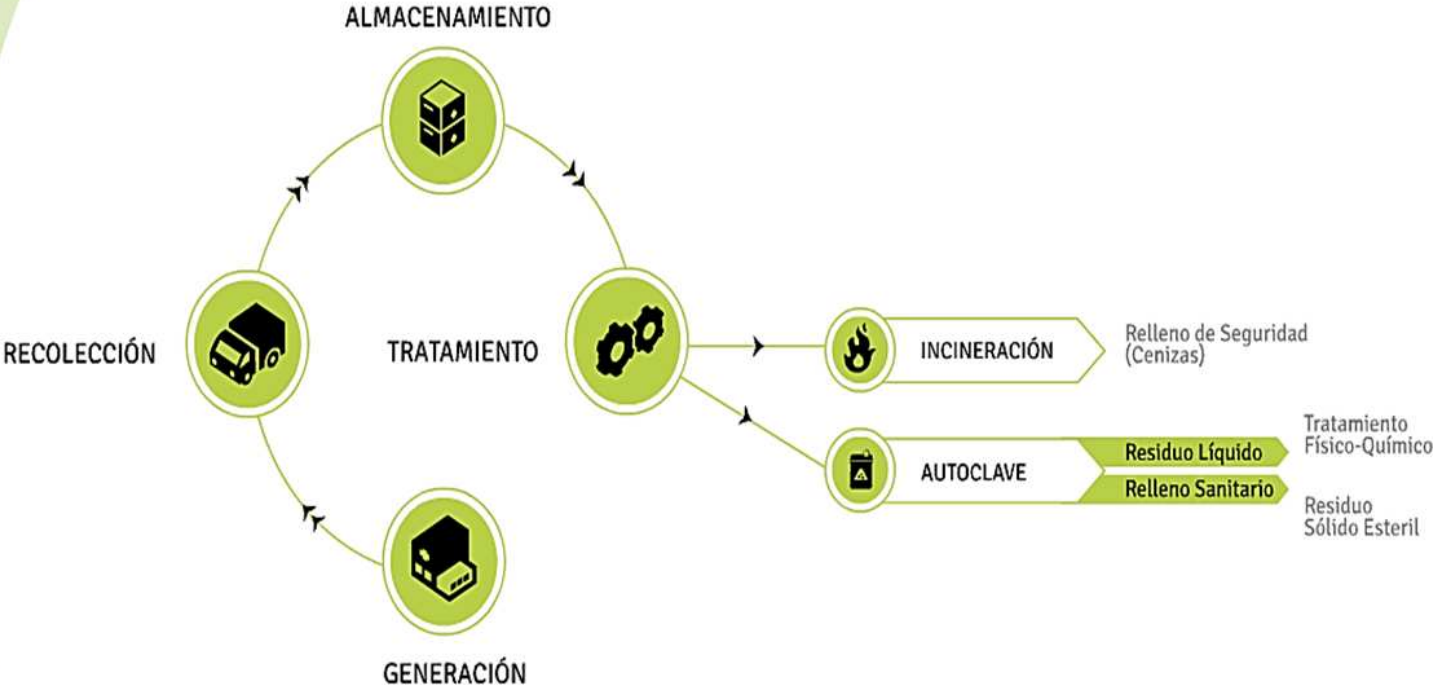 ALMACENAMIENTO
RECOLECCIÓN
TRATAMIENTO
GENERACIÓN
INCINERACIÓN
Relleno de Seguridad
(Cenizas)
AUTOCLAVE
Residuo Líquido
Relleno Sanitario
Tratamiento
Físico-Químico
Residuo
Sólido Esteril